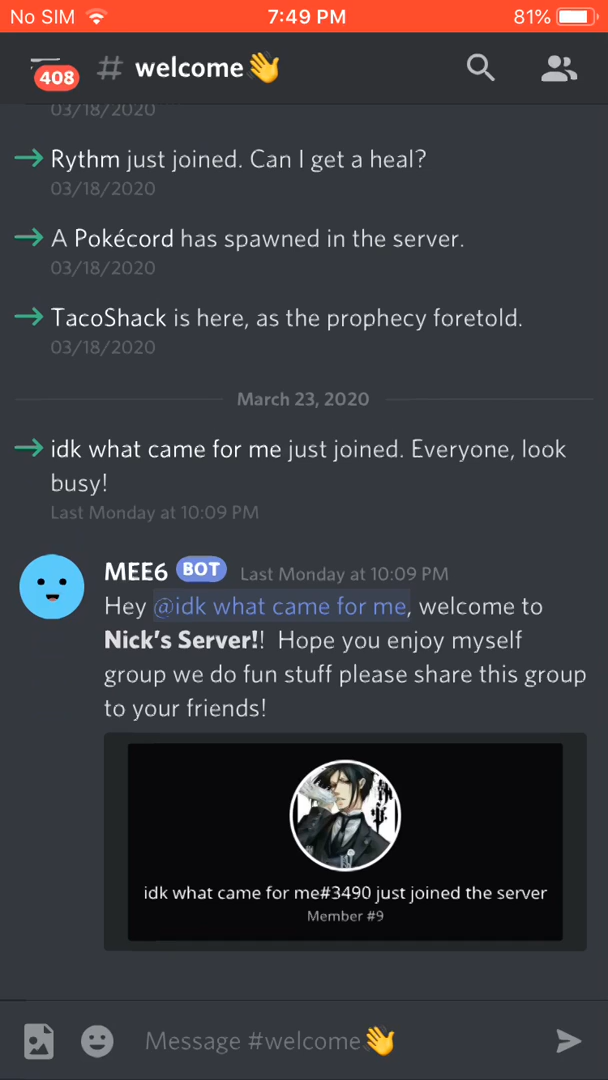 No SIM 7:49 PM 81%
408 # welcome👋
03/18/2020
Rythm just joined. Can I get a heal?
03/18/2020
A Pokécord has spawned in the server.
03/18/2020
TacoShack is here, as the prophecy foretold.
03/18/2020
March 23, 2020
idk what came for me just joined. Everyone, look
busy!
Last Monday at 10:09 PM
MEE6 BOT Last Monday at 10:09 PM
Hey @idk what came for me, welcome to
Nick's Server!! Hope you enjoy myself
group we do fun stuff please share this group
to your friends!
idk what came for me#3490 just joined the server
Member #9
Message #welcome👋